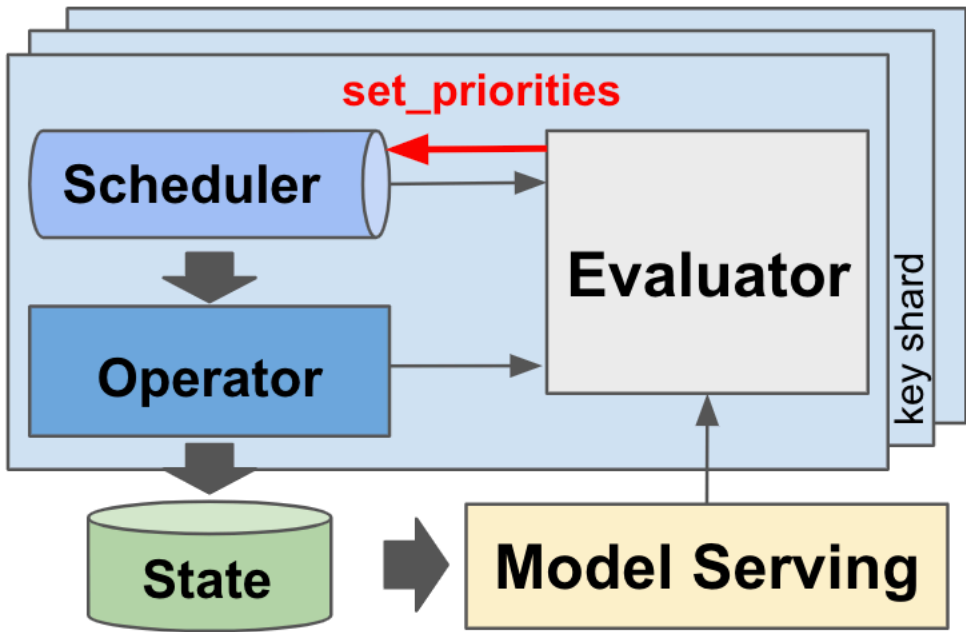 set_priorities
Scheduler
Evaluator
key shard
Operator
State
Model Serving